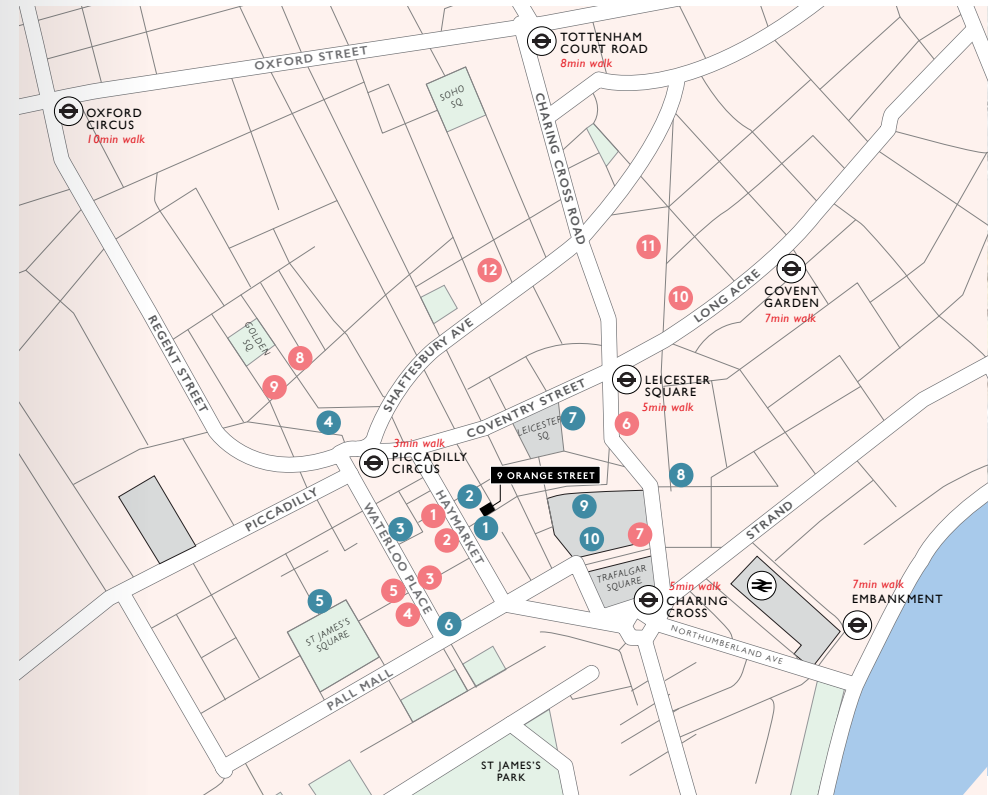 TOTTENHAM
COURT ROAD
8min walk
OXFORD STREET
SOHO
SQ
OXFORD
CIRCUS
10min walk
CHARING CROSS ROAD
11
12
COVENT
GARDEN
7min walk
10
LONG ACRE
REGENT STREET
GOLDEN
SQ
8
9
SHAFTESBURY AVE
LEICESTER
SQUARE
5min walk
4
COVENTRY STREET
LEICESTER
SQ
7
6
3min walk
PICCADILLY
CIRCUS
9 ORANGE STREET
8
PICCADILLY
HAYMARKET
2
1
1
2
3
WATERLOO PLACE
9
10
7
STRAND
3
5
4
5
6
TRAFALGAR
SQUARE
5min walk
CHARING
CROSS
7min walk
EMBANKMENT
ST JAMES'S
SQUARE
NORTHUMBERLAND AVE
PALL MALL
ST JAMES'S
PARK